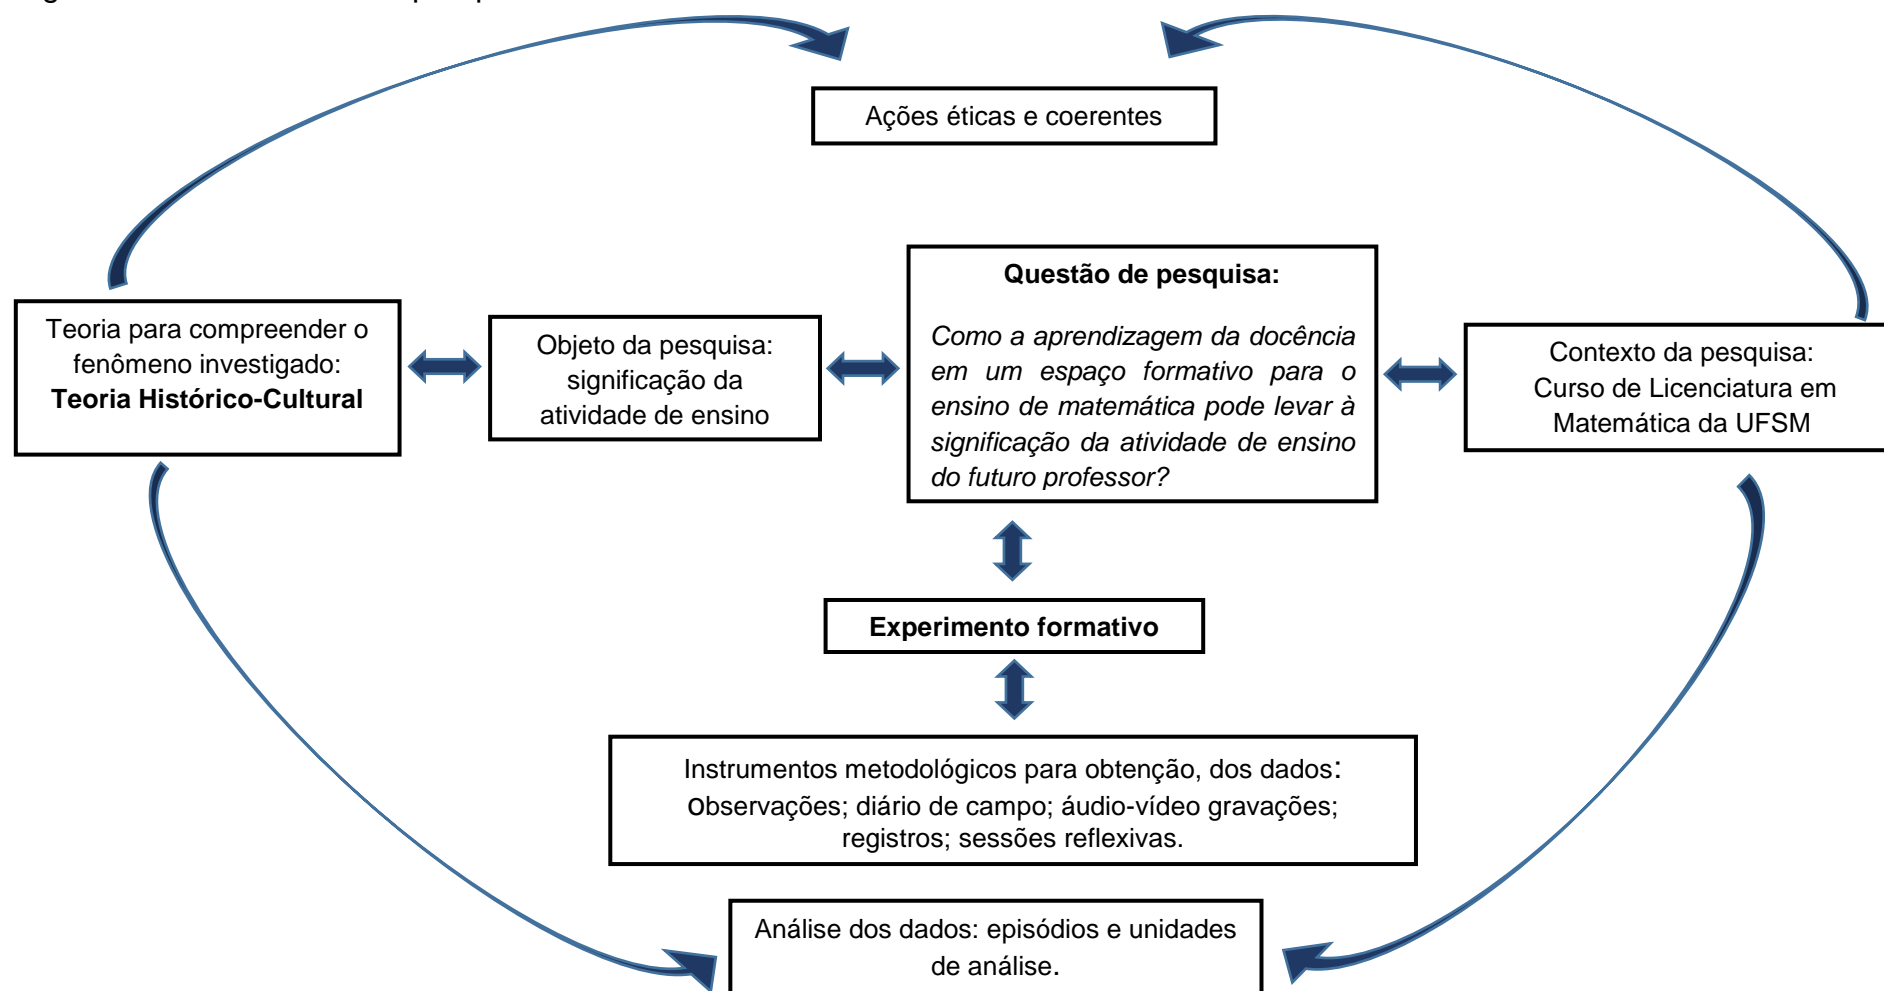 Ações éticas e coerentes
Teoria para compreender o
fenômeno investigado:
Teoria Histórico-Cultural
Objeto da pesquisa:
significação da
atividade de ensino
Questão de pesquisa:
Como a aprendizagem da docência
em um espaço formativo para o
ensino de matemática pode levar à
significação da atividade de ensino
do futuro professor?
Contexto da pesquisa:
Curso de Licenciatura em
Matemática da UFSM
Experimento formativo
Instrumentos metodológicos para obtenção, dos dados:
observações; diário de campo; áudio-vídeo gravações;
registros; sessões reflexivas.
Análise dos dados: episódios e unidades
de análise.